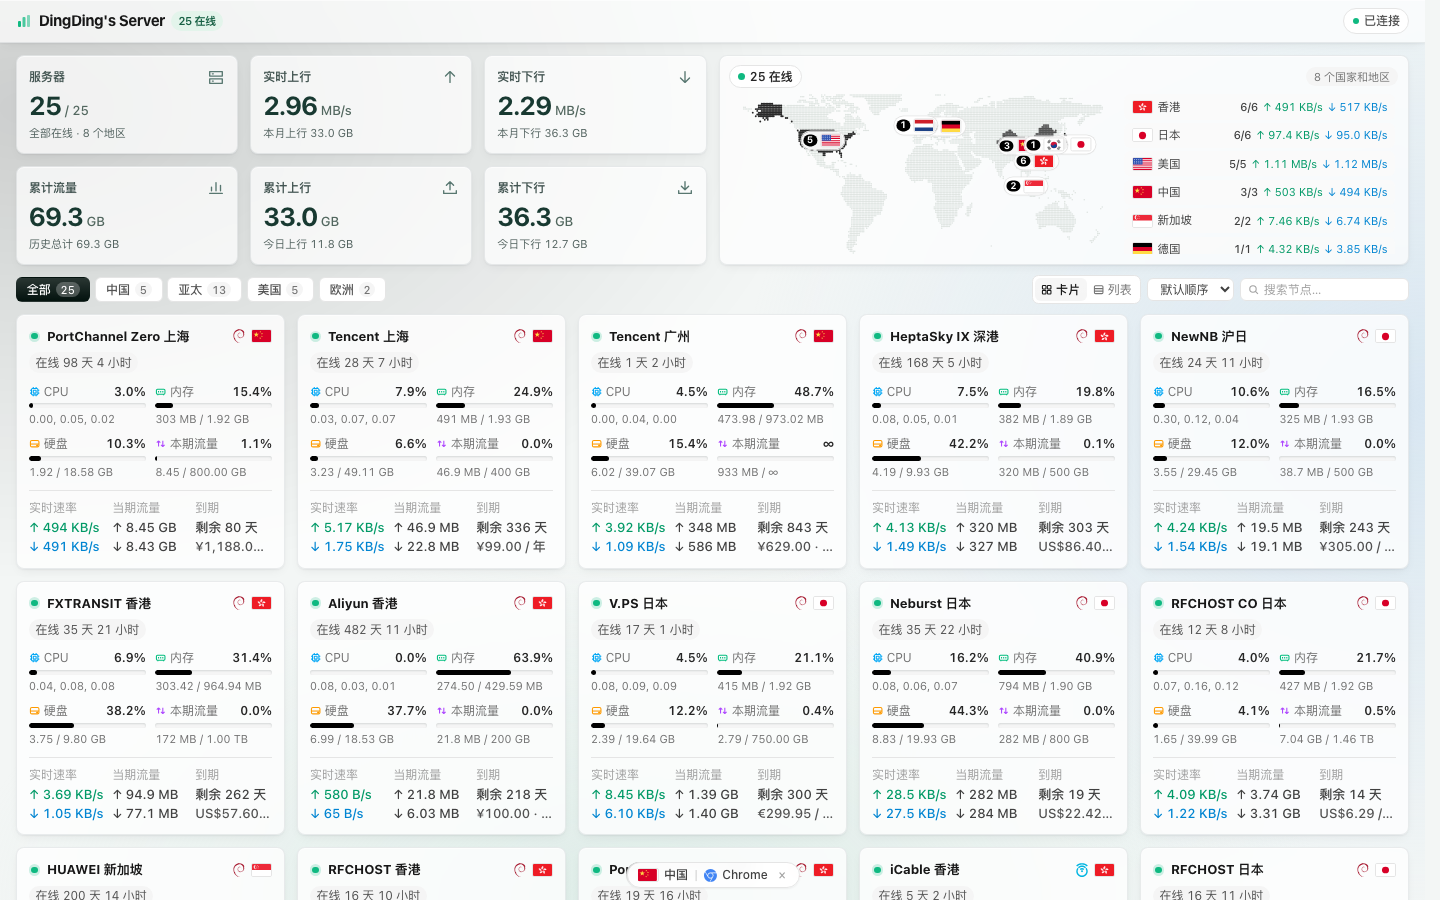 DingDing's Server 25 在线
已连接
服务器
25 / 25
全部在线 · 8 个地区
实时上行
2.96 MB/s
本月上行 33.0 GB
实时下行
2.29 MB/s
本月下行 36.3 GB
累计流量
69.3 GB
历史总计 69.3 GB
累计上行
33.0 GB
今日上行 11.8 GB
累计下行
36.3 GB
今日下行 12.7 GB
25 在线
8 个国家和地区
1
5
3
1
6
2
香港 6/6 ↑ 491 KB/s ↓ 517 KB/s
日本 6/6 ↑ 97.4 KB/s ↓ 95.0 KB/s
美国 5/5 ↑ 1.11 MB/s ↓ 1.12 MB/s
中国 3/3 ↑ 503 KB/s ↓ 494 KB/s
新加坡 2/2 ↑ 7.46 KB/s ↓ 6.74 KB/s
德国 1/1 ↑ 4.32 KB/s ↓ 3.85 KB/s
全部 25 中国 5 亚太 13 美国 5 欧洲 2
卡片 列表 默认顺序 搜索节点...
PortChannel Zero 上海
在线 98 天 4 小时
CPU 3.0% 内存 15.4%
0.00, 0.05, 0.02 303 MB / 1.92 GB
硬盘 10.3% 本期流量 1.1%
1.92 / 18.58 GB 8.45 / 800.00 GB
实时速率 当期流量 到期
↑ 494 KB/s ↑ 8.45 GB 剩余 80 天
↓ 491 KB/s ↓ 8.43 GB ¥1,188.0...
Tencent 上海
在线 28 天 7 小时
CPU 7.9% 内存 24.9%
0.03, 0.07, 0.07 491 MB / 1.93 GB
硬盘 6.6% 本期流量 0.0%
3.23 / 49.11 GB 46.9 MB / 400 GB
实时速率 当期流量 到期
↑ 5.17 KB/s ↑ 46.9 MB 剩余 336 天
↓ 1.75 KB/s ↓ 22.8 MB ¥99.00 / 年
Tencent 广州
在线 1 天 2 小时
CPU 4.5% 内存 48.7%
0.00, 0.04, 0.00 473.98 / 973.02 MB
硬盘 15.4% 本期流量 ∞
6.02 / 39.07 GB 933 MB / ∞
实时速率 当期流量 到期
↑ 3.92 KB/s ↑ 348 MB 剩余 843 天
↓ 1.09 KB/s ↓ 586 MB ¥629.00 · ...
HeptaSky IX 深港
在线 168 天 5 小时
CPU 7.5% 内存 19.8%
0.08, 0.05, 0.01 382 MB / 1.89 GB
硬盘 42.2% 本期流量 0.1%
4.19 / 9.93 GB 320 MB / 500 GB
实时速率 当期流量 到期
↑ 4.13 KB/s ↑ 320 MB 剩余 303 天
↓ 1.49 KB/s ↓ 327 MB US$86.40...
NewNB 沪日
在线 24 天 11 小时
CPU 10.6% 内存 16.5%
0.30, 0.12, 0.04 325 MB / 1.93 GB
硬盘 12.0% 本期流量 0.0%
3.55 / 29.45 GB 38.7 MB / 500 GB
实时速率 当期流量 到期
↑ 4.24 KB/s ↑ 19.5 MB 剩余 243 天
↓ 1.54 KB/s ↓ 19.1 MB ¥305.00 / ...
FXTRANSIT 香港
在线 35 天 21 小时
CPU 6.9% 内存 31.4%
0.04, 0.08, 0.08 303.42 / 964.94 MB
硬盘 38.2% 本期流量 0.0%
3.75 / 9.80 GB 172 MB / 1.00 TB
实时速率 当期流量 到期
↑ 3.69 KB/s ↑ 94.9 MB 剩余 262 天
↓ 1.05 KB/s ↓ 77.1 MB US$57.60...
Aliyun 香港
在线 482 天 11 小时
CPU 0.0% 内存 63.9%
0.08, 0.03, 0.01 274.50 / 429.59 MB
硬盘 37.7% 本期流量 0.0%
6.99 / 18.53 GB 21.8 MB / 200 GB
实时速率 当期流量 到期
↑ 580 B/s ↑ 21.8 MB 剩余 218 天
↓ 65 B/s ↓ 6.03 MB ¥100.00 · ...
V.PS 日本
在线 17 天 1 小时
CPU 4.5% 内存 21.1%
0.08, 0.09, 0.09 415 MB / 1.92 GB
硬盘 12.2% 本期流量 0.4%
2.39 / 19.64 GB 2.79 / 750.00 GB
实时速率 当期流量 到期
↑ 8.45 KB/s ↑ 1.39 GB 剩余 300 天
↓ 6.10 KB/s ↓ 1.40 GB €299.95 / ...
Neburst 日本
在线 35 天 22 小时
CPU 16.2% 内存 40.9%
0.08, 0.06, 0.07 794 MB / 1.90 GB
硬盘 44.3% 本期流量 0.0%
8.83 / 19.93 GB 282 MB / 800 GB
实时速率 当期流量 到期
↑ 28.5 KB/s ↑ 282 MB 剩余 19 天
↓ 27.5 KB/s ↓ 284 MB US$22.42...
RFCHOST CO 日本
在线 12 天 8 小时
CPU 4.0% 内存 21.7%
0.07, 0.16, 0.12 427 MB / 1.92 GB
硬盘 4.1% 本期流量 0.5%
1.65 / 39.99 GB 7.04 GB / 1.46 TB
实时速率 当期流量 到期
↑ 4.09 KB/s ↑ 3.74 GB 剩余 14 天
↓ 1.22 KB/s ↓ 3.31 GB US$6.29 /...
HUAWEI 新加坡
在线 200 天 14 小时
RFCHOST 香港
在线 16 天 10 小时
在线 19 天 16 小时
iCable 香港
在线 5 天 2 小时
RFCHOST 日本
在线 16 天 11 小时
中国 | Chrome ×